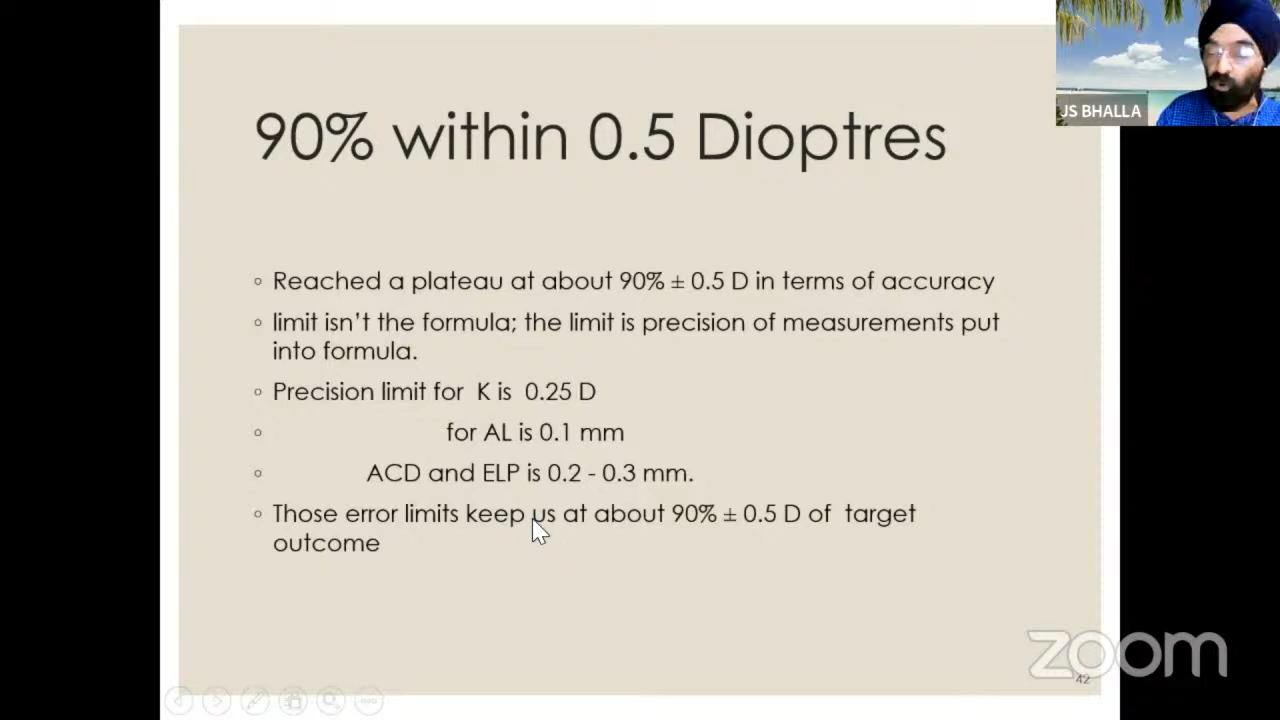 JS BHALLA
90% within 0.5 Dioptres
◦ Reached a plateau at about 90% ± 0.5 D in terms of accuracy
◦ limit isn't the formula; the limit is precision of measurements put
into formula.
◦ Precision limit for K is 0.25 D
◦ for AL is 0.1 mm
◦ ACD and ELP is 0.2 - 0.3 mm.
◦ Those error limits keep us at about 90% ± 0.5 D of target
outcome
zoom
42